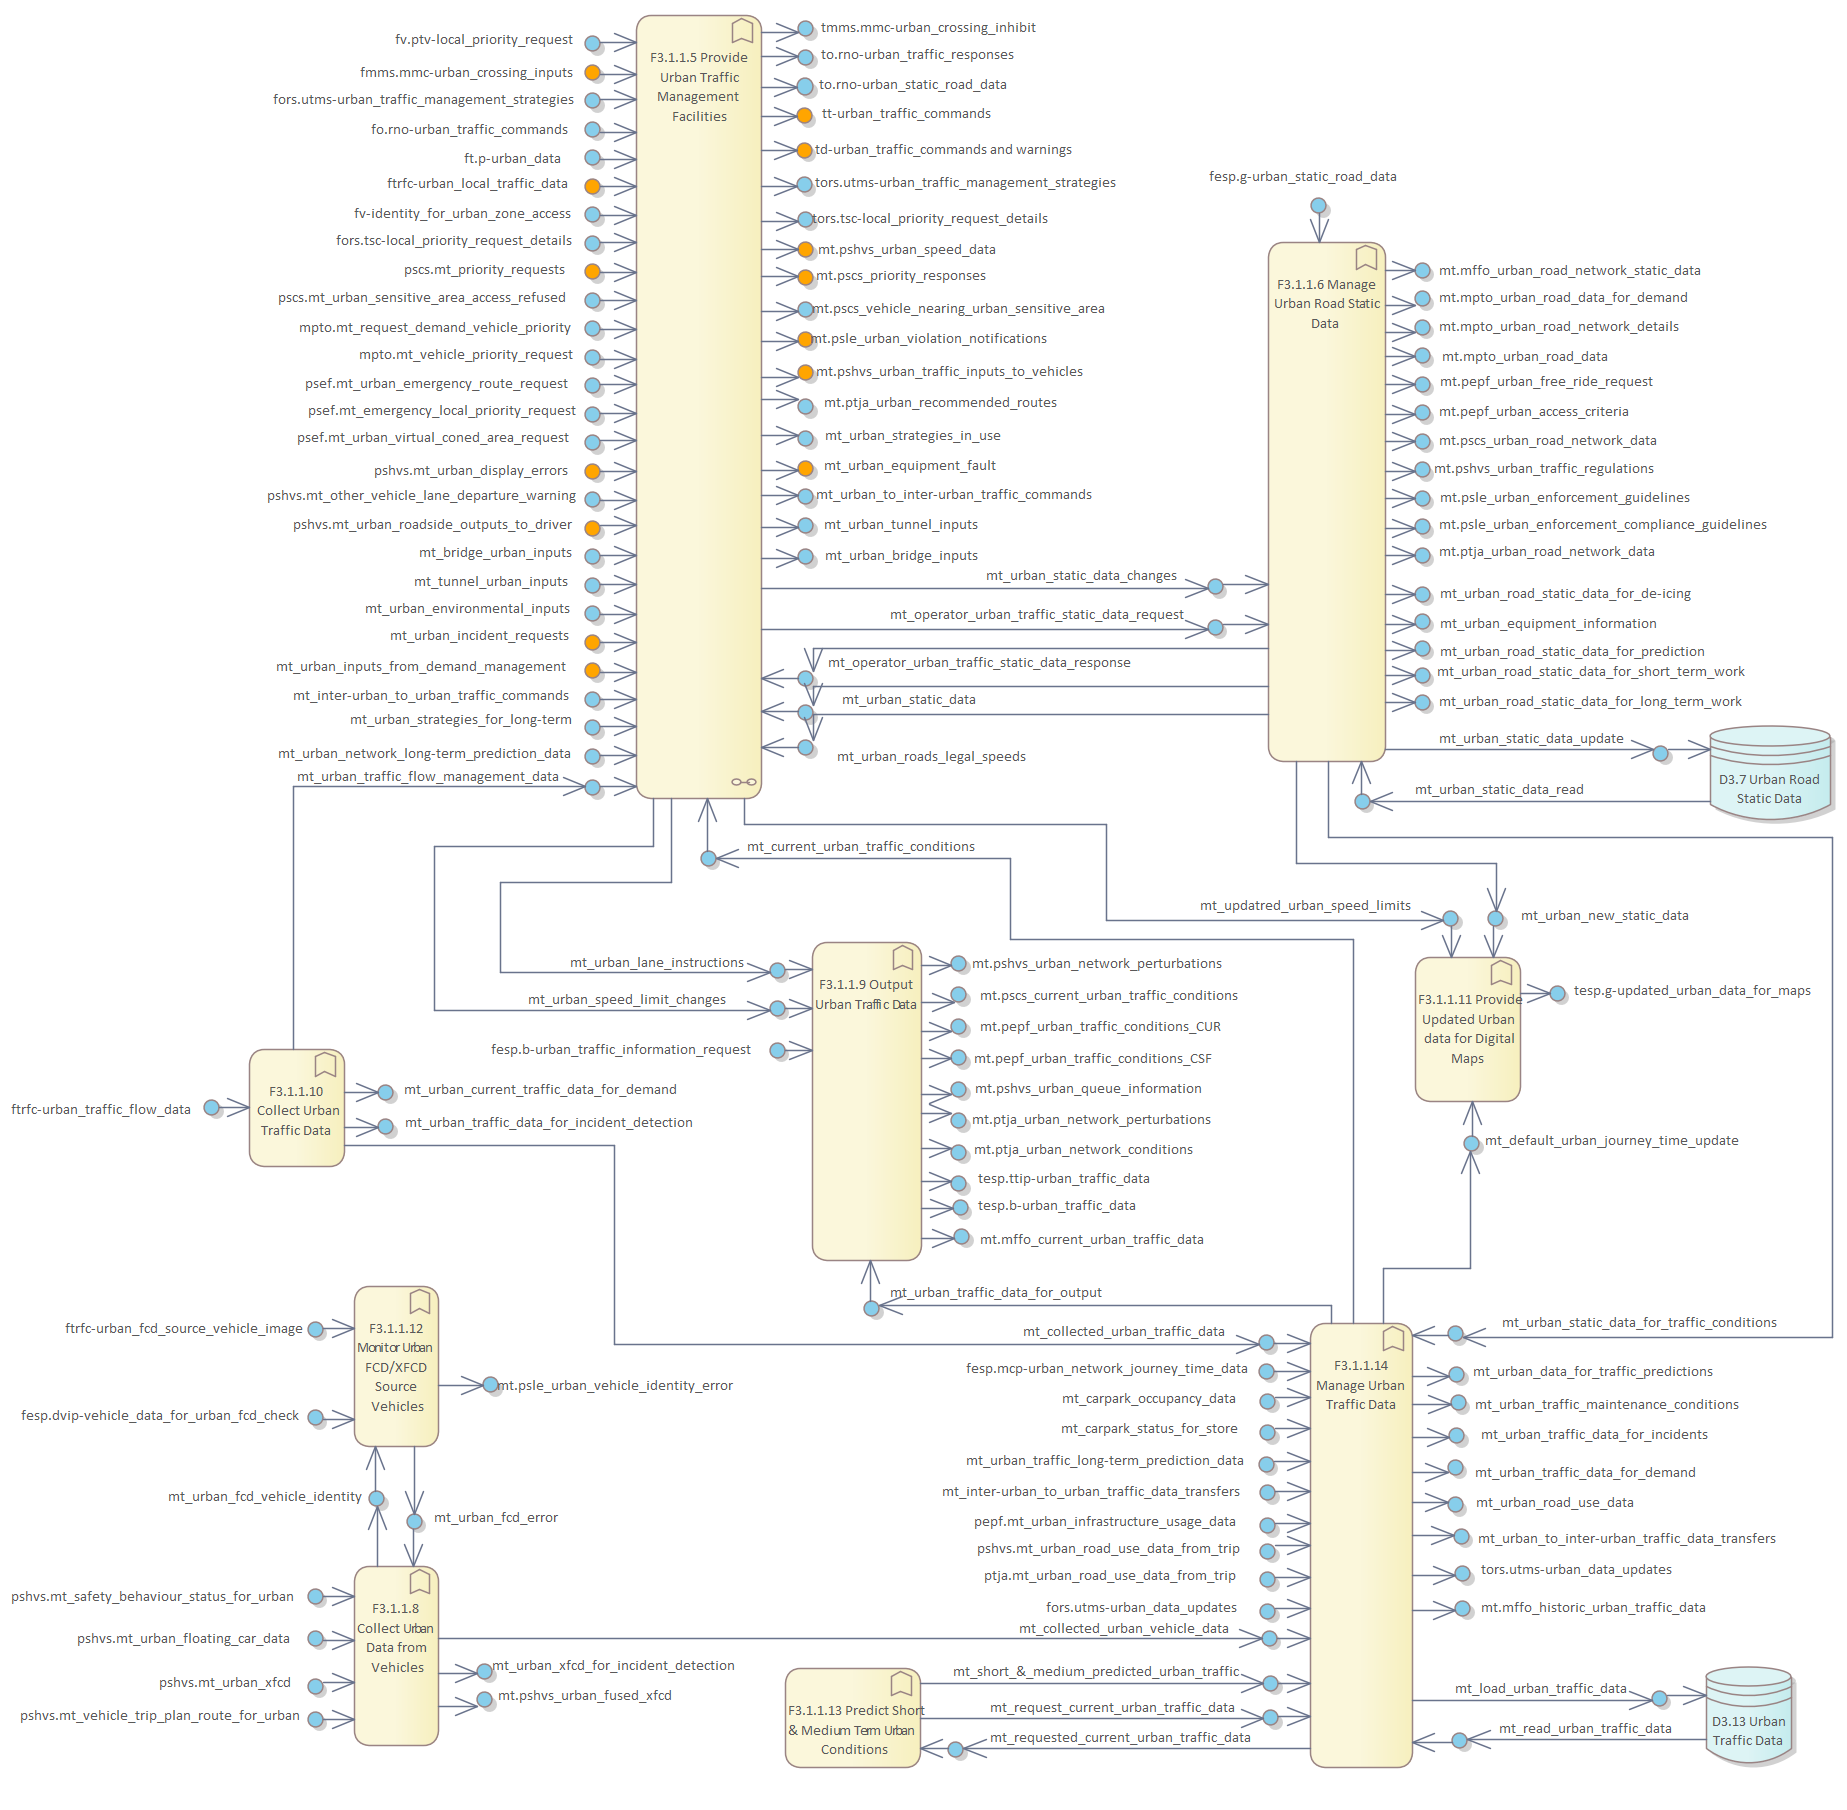 fv.ptv-local_priority_request
fmms.mmc-urban_crossing_inputs
fors.utms-urban_traffic_management_strategies
fo.rno-urban_traffic_commands
ft.p-urban_data
ftrfc-urban_local_traffic_data
fv-identity_for_urban_zone_access
fors.tsc-local_priority_request_details
pscs.mt_priority_requests
pscs.mt_urban_sensitive_area_access_refused
mpto.mt_request_demand_vehicle_priority
mpto.mt_vehicle_priority_request
psef.mt_urban_emergency_route_request
psef.mt_emergency_local_priority_request
psef.mt_urban_virtual_coned_area_request
pshvs.mt_urban_display_errors
pshvs.mt_other_vehicle_lane_departure_warning
pshvs.mt_urban_roadside_outputs_to_driver
mt_bridge_urban_inputs
mt_tunnel_urban_inputs
mt_urban_environmental_inputs
mt_urban_incident_requests
mt_urban_inputs_from_demand_management
mt_inter-urban_to_urban_traffic_commands
mt_urban_strategies_for_long-term
mt_urban_network_long-term_prediction_data
mt_urban_traffic_flow_management_data
F3.1.1.5 Provide
Urban Traffic
Management
Facilities
tmms.mmc-urban_crossing_inhibit
to.rno-urban_traffic_responses
to.rno-urban_static_road_data
tt-urban_traffic_commands
td-urban_traffic_commands and warnings
tors.utms-urban_traffic_management_strategies
tors.tsc-local_priority_request_details
mt.pshvs_urban_speed_data
mt.pscs_priority_responses
mt.pscs_vehicle_nearing_urban_sensitive_area
mt.psle_urban_violation_notifications
mt.pshvs_urban_traffic_inputs_to_vehicles
mt.ptja_urban_recommended_routes
mt_urban_strategies_in_use
mt_urban_equipment_fault
mt_urban_to_inter-urban_traffic_commands
mt_urban_tunnel_inputs
mt_urban_bridge_inputs
mt_urban_static_data_changes
mt_operator_urban_traffic_static_data_request
mt_operator_urban_traffic_static_data_response
mt_urban_static_data
mt_urban_roads_legal_speeds
fesp.g-urban_static_road_data
F3.1.1.6 Manage
Urban Road Static
Data
mt.mffo_urban_road_network_static_data
mt.mpto_urban_road_data_for_demand
mt.mpto_urban_road_network_details
mt.mpto_urban_road_data
mt.pepf_urban_free_ride_request
mt.pepf_urban_access_criteria
mt.pscs_urban_road_network_data
mt.pshvs_urban_traffic_regulations
mt.psle_urban_enforcement_guidelines
mt.psle_urban_enforcement_compliance_guidelines
mt.ptja_urban_road_network_data
mt_urban_road_static_data_for_de-icing
mt_urban_equipment_information
mt_urban_road_static_data_for_prediction
mt_urban_road_static_data_for_short_term_work
mt_urban_road_static_data_for_long_term_work
mt_urban_static_data_update
mt_urban_static_data_read
D3.7 Urban Road
Static Data
mt_current_urban_traffic_conditions
mt_updatred_urban_speed_limits
mt_urban_new_static_data
mt_urban_lane_instructions
mt_urban_speed_limit_changes
fesp.b-urban_traffic_information_request
F3.1.1.9 Output
Urban Traffic Data
mt.pshvs_urban_network_perturbations
mt.pscs_current_urban_traffic_conditions
mt.pepf_urban_traffic_conditions_CUR
mt.pepf_urban_traffic_conditions_CSF
mt.pshvs_urban_queue_information
mt.ptja_urban_network_perturbations
mt.ptja_urban_network_conditions
tesp.ttip-urban_traffic_data
tesp.b-urban_traffic_data
mt.mffo_current_urban_traffic_data
F3.1.1.11 Provide
Updated Urban
data for Digital
Maps
tesp.g-updated_urban_data_for_maps
mt_default_urban_journey_time_update
ftrfc-urban_traffic_flow_data
F3.1.1.10
Collect Urban
Traffic Data
mt_urban_current_traffic_data_for_demand
mt_urban_traffic_data_for_incident_detection
mt_urban_traffic_data_for_output
mt_collected_urban_traffic_data
mt_urban_static_data_for_traffic_conditions
ftrfc-urban_fcd_source_vehicle_image
fesp.dvip-vehicle_data_for_urban_fcd_check
F3.1.1.12
Monitor Urban
FCD/XFCD
Source
Vehicles
mt.psle_urban_vehicle_identity_error
mt_urban_fcd_vehicle_identity
mt_urban_fcd_error
pshvs.mt_safety_behaviour_status_for_urban
pshvs.mt_urban_floating_car_data
pshvs.mt_urban_xfcd
pshvs.mt_vehicle_trip_plan_route_for_urban
F3.1.1.8
Collect Urban
Data from
Vehicles
mt_urban_xfcd_for_incident_detection
mt.pshvs_urban_fused_xfcd
fesp.mcp-urban_network_journey_time_data
mt_carpark_occupancy_data
mt_carpark_status_for_store
mt_urban_traffic_long-term_prediction_data
mt_inter-urban_to_urban_traffic_data_transfers
pepf.mt_urban_infrastructure_usage_data
pshvs.mt_urban_road_use_data_from_trip
ptja.mt_urban_road_use_data_from_trip
fors.utms-urban_data_updates
mt_collected_urban_vehicle_data
mt_short_&_medium_predicted_urban_traffic
mt_request_current_urban_traffic_data
mt_requested_current_urban_traffic_data
F3.1.1.13 Predict Short
& Medium Term Urban
Conditions
F3.1.1.14
Manage Urban
Traffic Data
mt_urban_data_for_traffic_predictions
mt_urban_traffic_maintenance_conditions
mt_urban_traffic_data_for_incidents
mt_urban_traffic_data_for_demand
mt_urban_road_use_data
mt_urban_to_inter-urban_traffic_data_transfers
tors.utms-urban_data_updates
mt.mffo_historic_urban_traffic_data
mt_load_urban_traffic_data
mt_read_urban_traffic_data
D3.13 Urban
Traffic Data